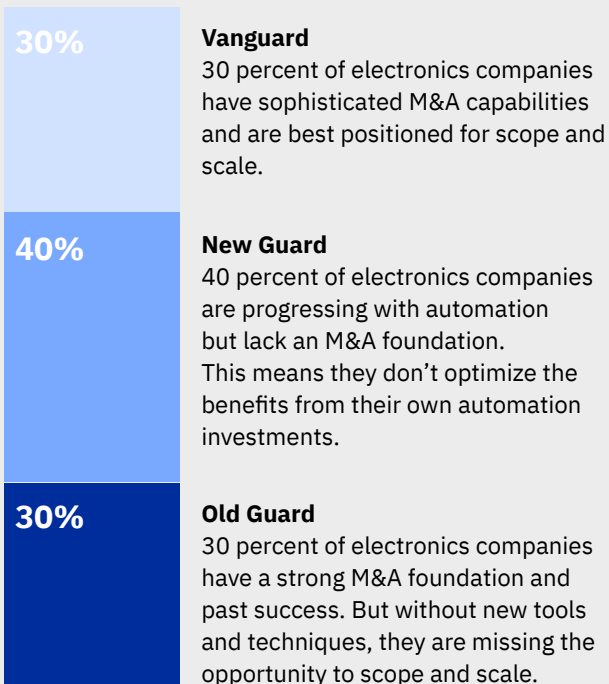 30%
Vanguard
30 percent of electronics companies
have sophisticated M&A capabilities
and are best positioned for scope and
scale.
40%
New Guard
40 percent of electronics companies
are progressing with automation
but lack an M&A foundation.
This means they don’t optimize the
benefits from their own automation
investments.
30%
Old Guard
30 percent of electronics companies
have a strong M&A foundation and
past success. But without new tools
and techniques, they are missing the
opportunity to scope and scale.